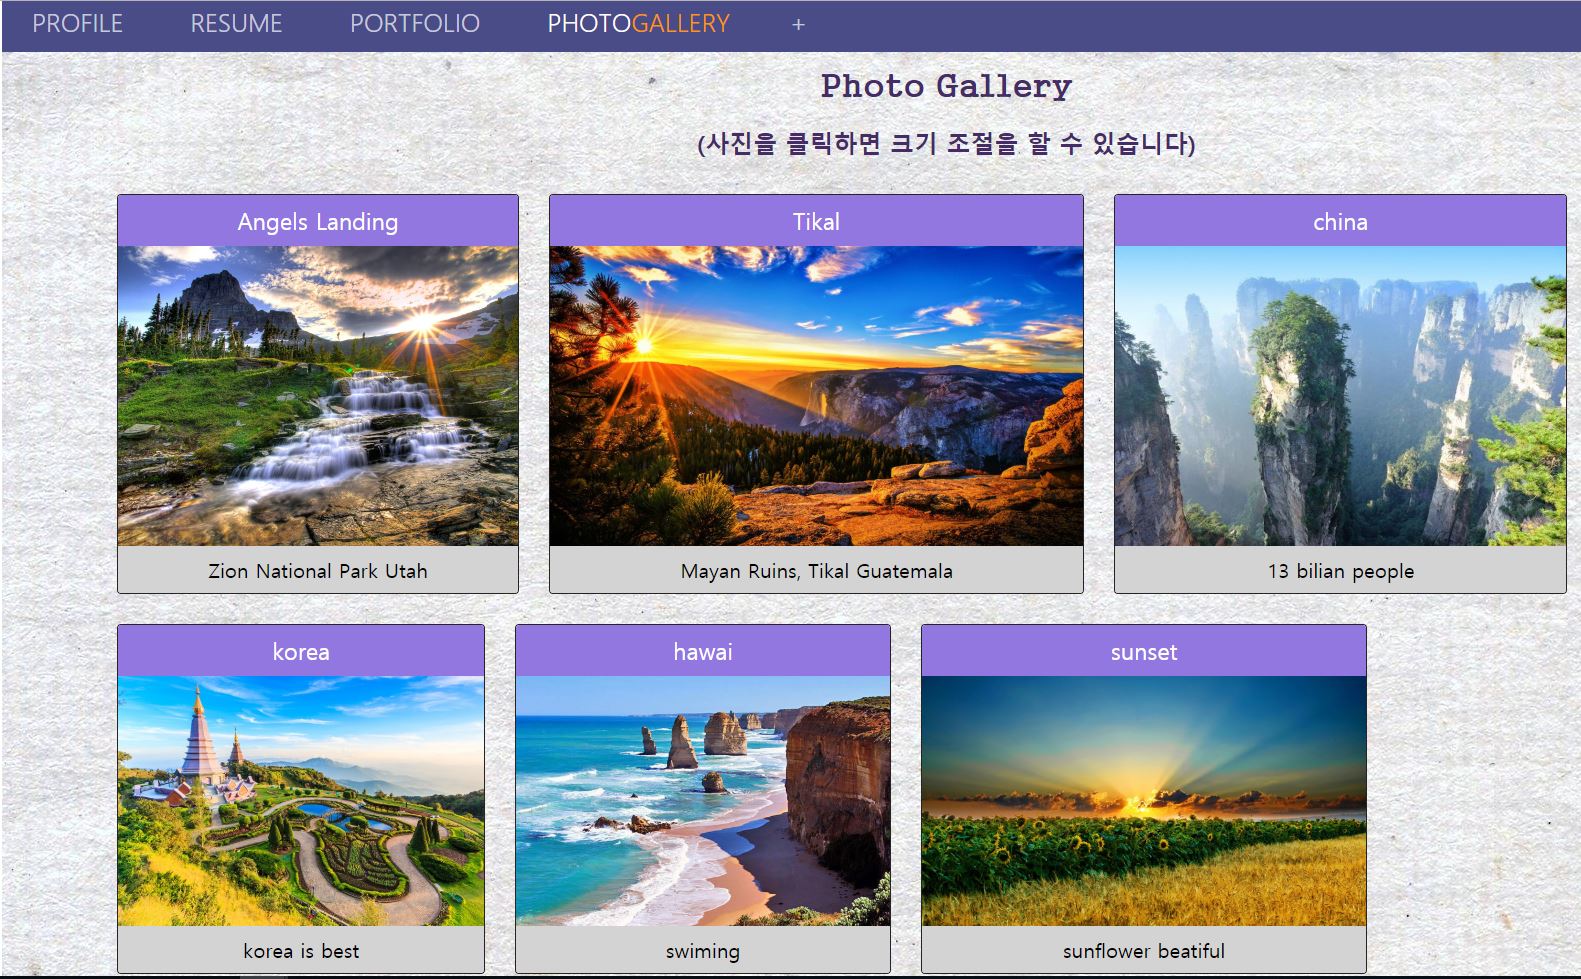 PROFILE RESUME PORTFOLIO PHOTOGALLERY +
Photo Gallery
(사진을 클릭하면 크기 조절을 할 수 있습니다)
Angels Landing
Zion National Park Utah
Tikal
Mayan Ruins, Tikal Guatemala
china
13 bilian people
korea
korea is best
hawai
swiming
sunset
sunflower beatiful